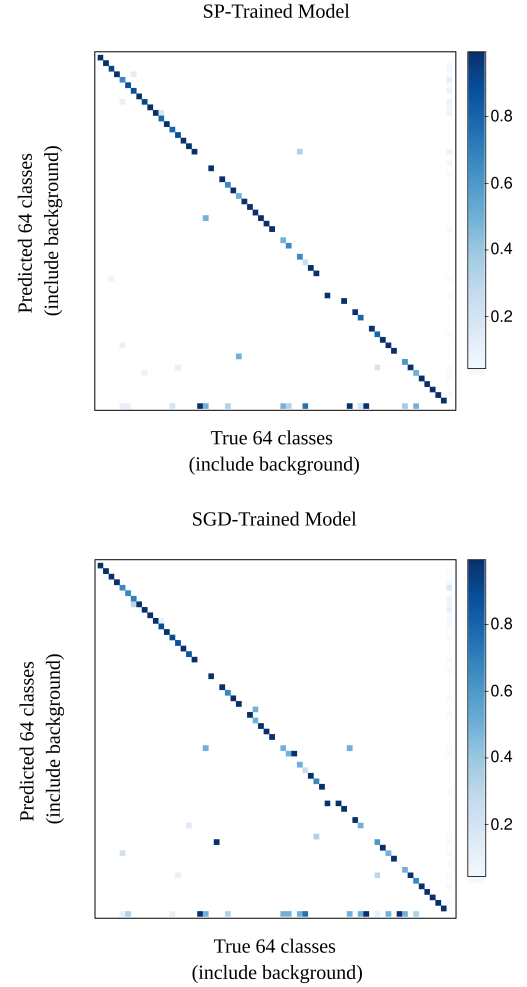 SP-Trained Model
Predicted 64 classes
(include background)
0.8
0.6
0.4
0.2
True 64 classes
(include background)
SGD-Trained Model
Predicted 64 classes
(include background)
0.8
0.6
0.4
0.2
True 64 classes
(include background)